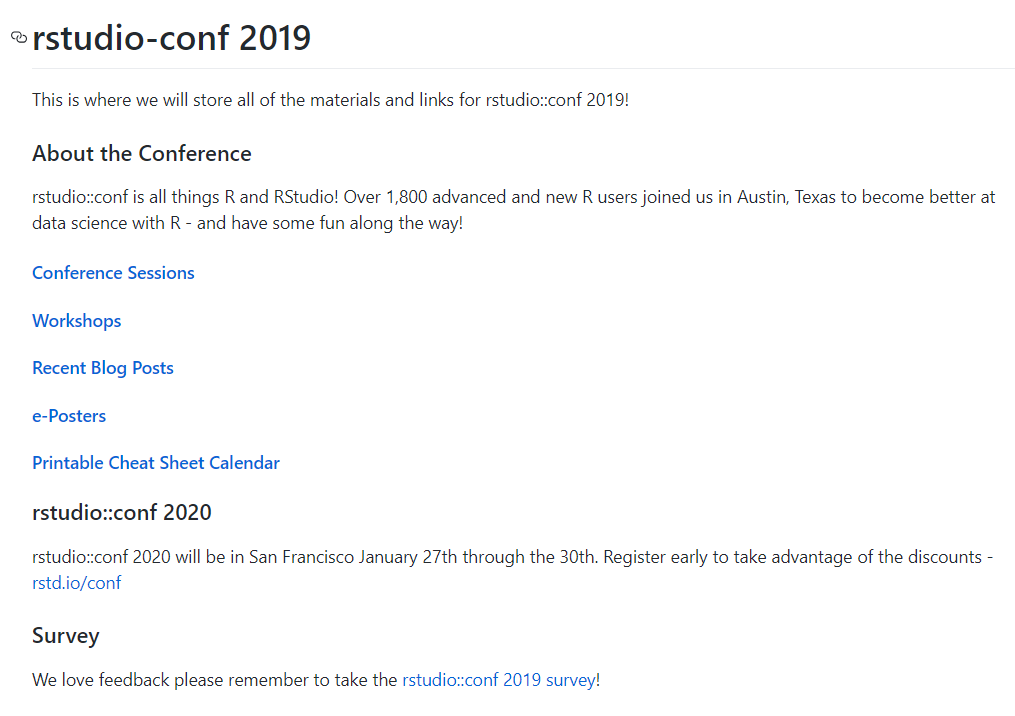 rstudio-conf 2019
This is where we will store all of the materials and links for rstudio::conf 2019!
About the Conference
rstudio::conf is all things R and RStudio! Over 1,800 advanced and new R users joined us in Austin, Texas to become better at
data science with R - and have some fun along the way!
Conference Sessions
Workshops
Recent Blog Posts
e-Posters
Printable Cheat Sheet Calendar
rstudio::conf 2020
rstudio::conf 2020 will be in San Francisco January 27th through the 30th. Register early to take advantage of the discounts -
rstd.io/conf
Survey
We love feedback please remember to take the rstudio::conf 2019 survey!